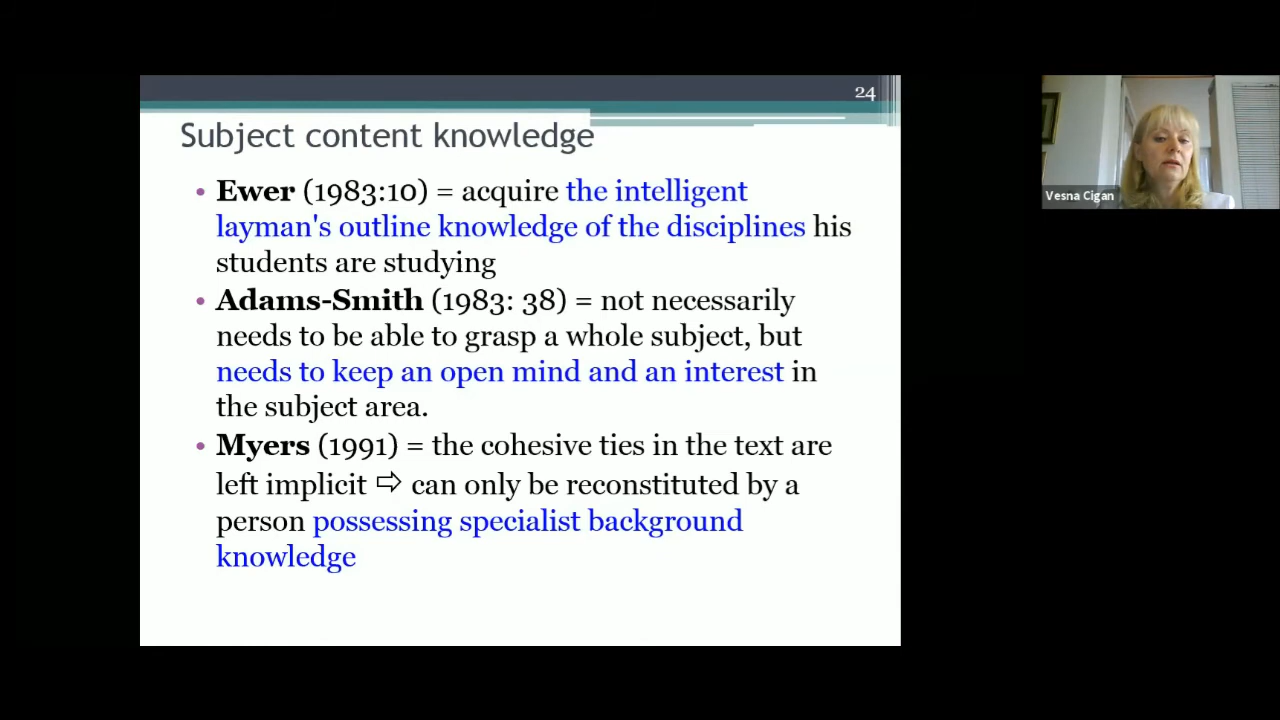 24
Subject content knowledge
• Ewer (1983:10) = acquire the intelligent
layman's outline knowledge of the disciplines his
students are studying
• Adams-Smith (1983: 38) = not necessarily
needs to be able to grasp a whole subject, but
needs to keep an open mind and an interest in
the subject area.
• Myers (1991) = the cohesive ties in the text are
left implicit ⇨ can only be reconstituted by a
person possessing specialist background
knowledge
Vesna Cigan